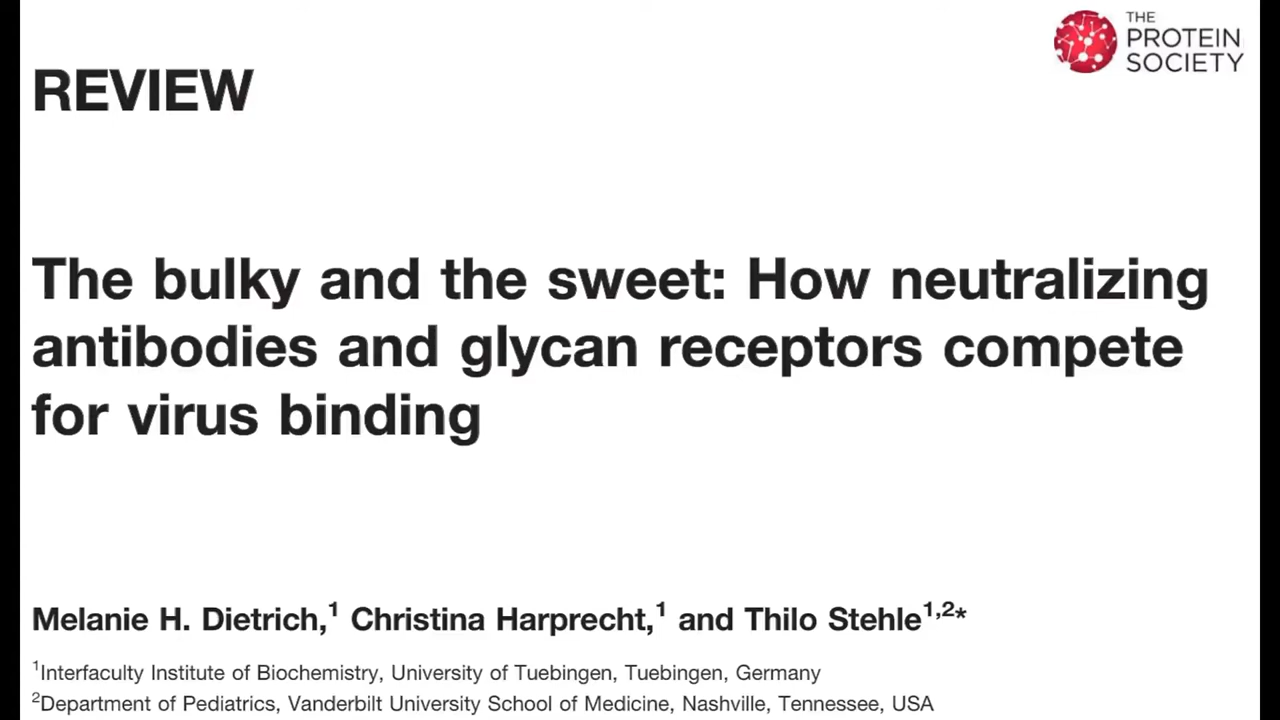 THE
PROTEIN
SOCIETY
REVIEW
The bulky and the sweet: How neutralizing
antibodies and glycan receptors compete
for virus binding
Melanie H. Dietrich,¹ Christina Harprecht,¹ and Thilo Stehle¹,²*
¹Interfaculty Institute of Biochemistry, University of Tuebingen, Tuebingen, Germany
²Department of Pediatrics, Vanderbilt University School of Medicine, Nashville, Tennessee, USA